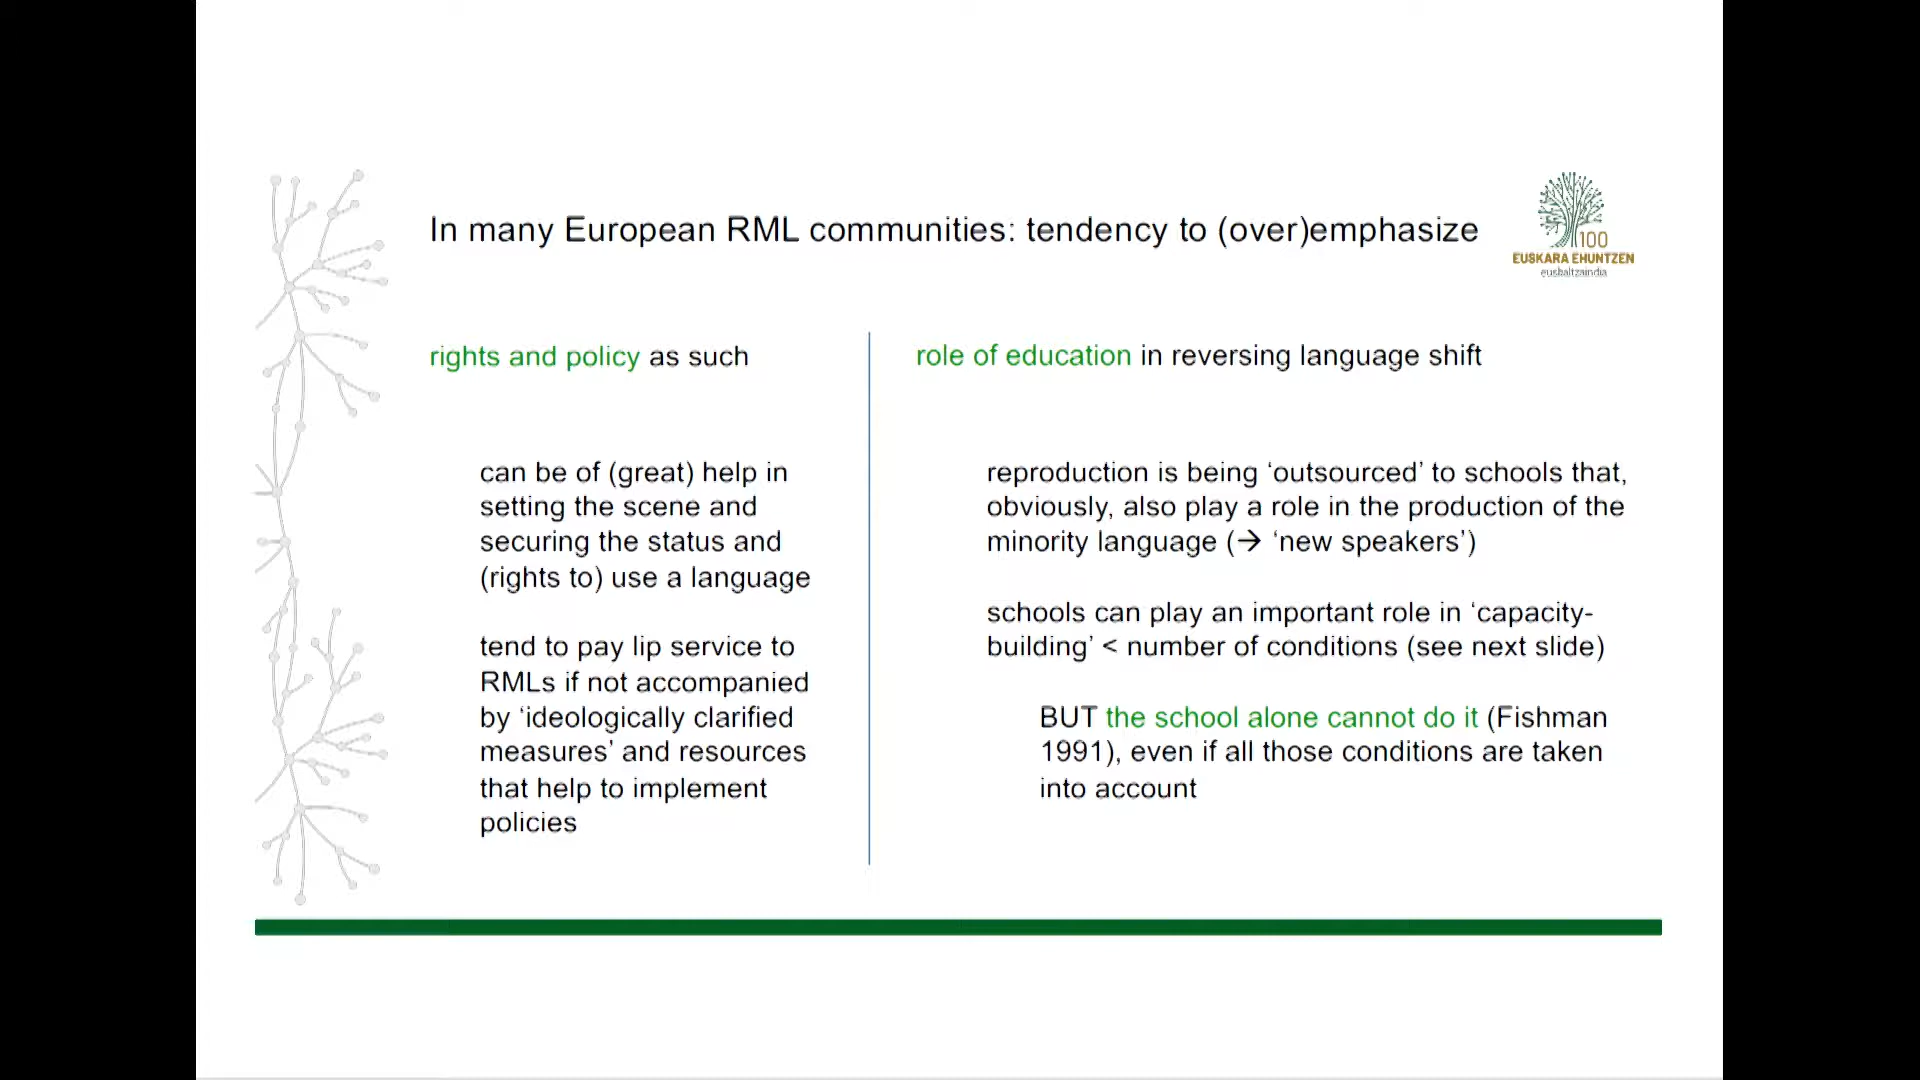 In many European RML communities: tendency to (over)emphasize
100
EUSKARA EHUNTZEN
euskaltzaindia
rights and policy as such
can be of (great) help in
setting the scene and
securing the status and
(rights to) use a language
tend to pay lip service to
RMLs if not accompanied
by ‘ideologically clarified
measures’ and resources
that help to implement
policies
role of education in reversing language shift
reproduction is being ‘outsourced’ to schools that,
obviously, also play a role in the production of the
minority language (→ ‘new speakers’)
schools can play an important role in ‘capacity-
building’ < number of conditions (see next slide)
BUT the school alone cannot do it (Fishman
1991), even if all those conditions are taken
into account